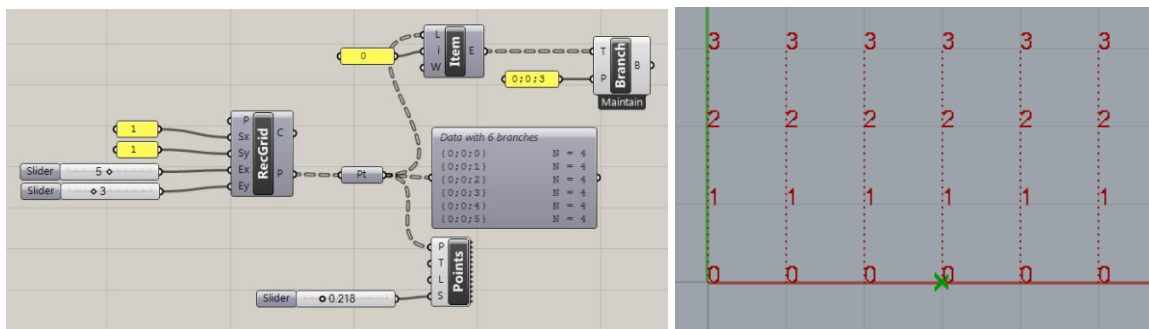 0
L
i
W
Item
E
0;0;3
T
P
Branch
B
Maintain
1
1
Slider 5
Slider 3
P
Sx
Sy
Ex
Ey
RecGrid
C
P
Pt
Data with 6 branches
{0;0;0} N = 4
{0;0;1} N = 4
{0;0;2} N = 4
{0;0;3} N = 4
{0;0;4} N = 4
{0;0;5} N = 4
Slider 0.218
P
T
L
S
Points
3 3 3 3 3 3
2 2 2 2 2 2
1 1 1 1 1 1
0 0 0 0 0 0